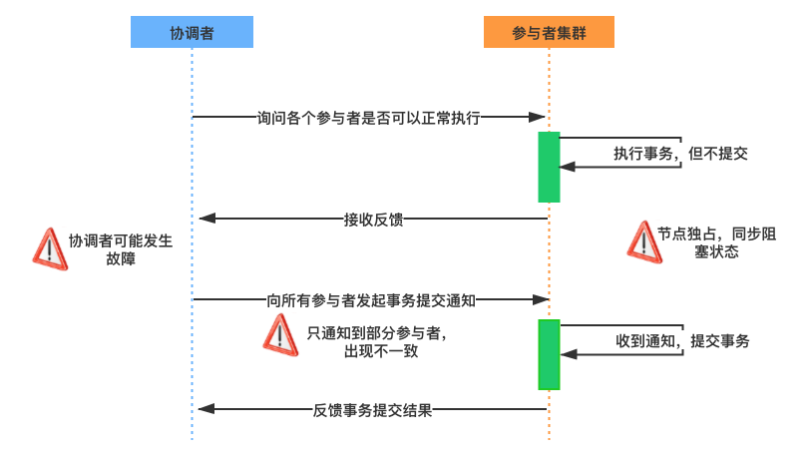 协调者
参与者集群
询问各个参与者是否可以正常执行
执行事务，但不提交
接收反馈
协调者可能发生
故障
节点独占，同步阻
塞状态
向所有参与者发起事务提交通知
只通知到部分参与者，
出现不一致
收到通知，提交事务
反馈事务提交结果